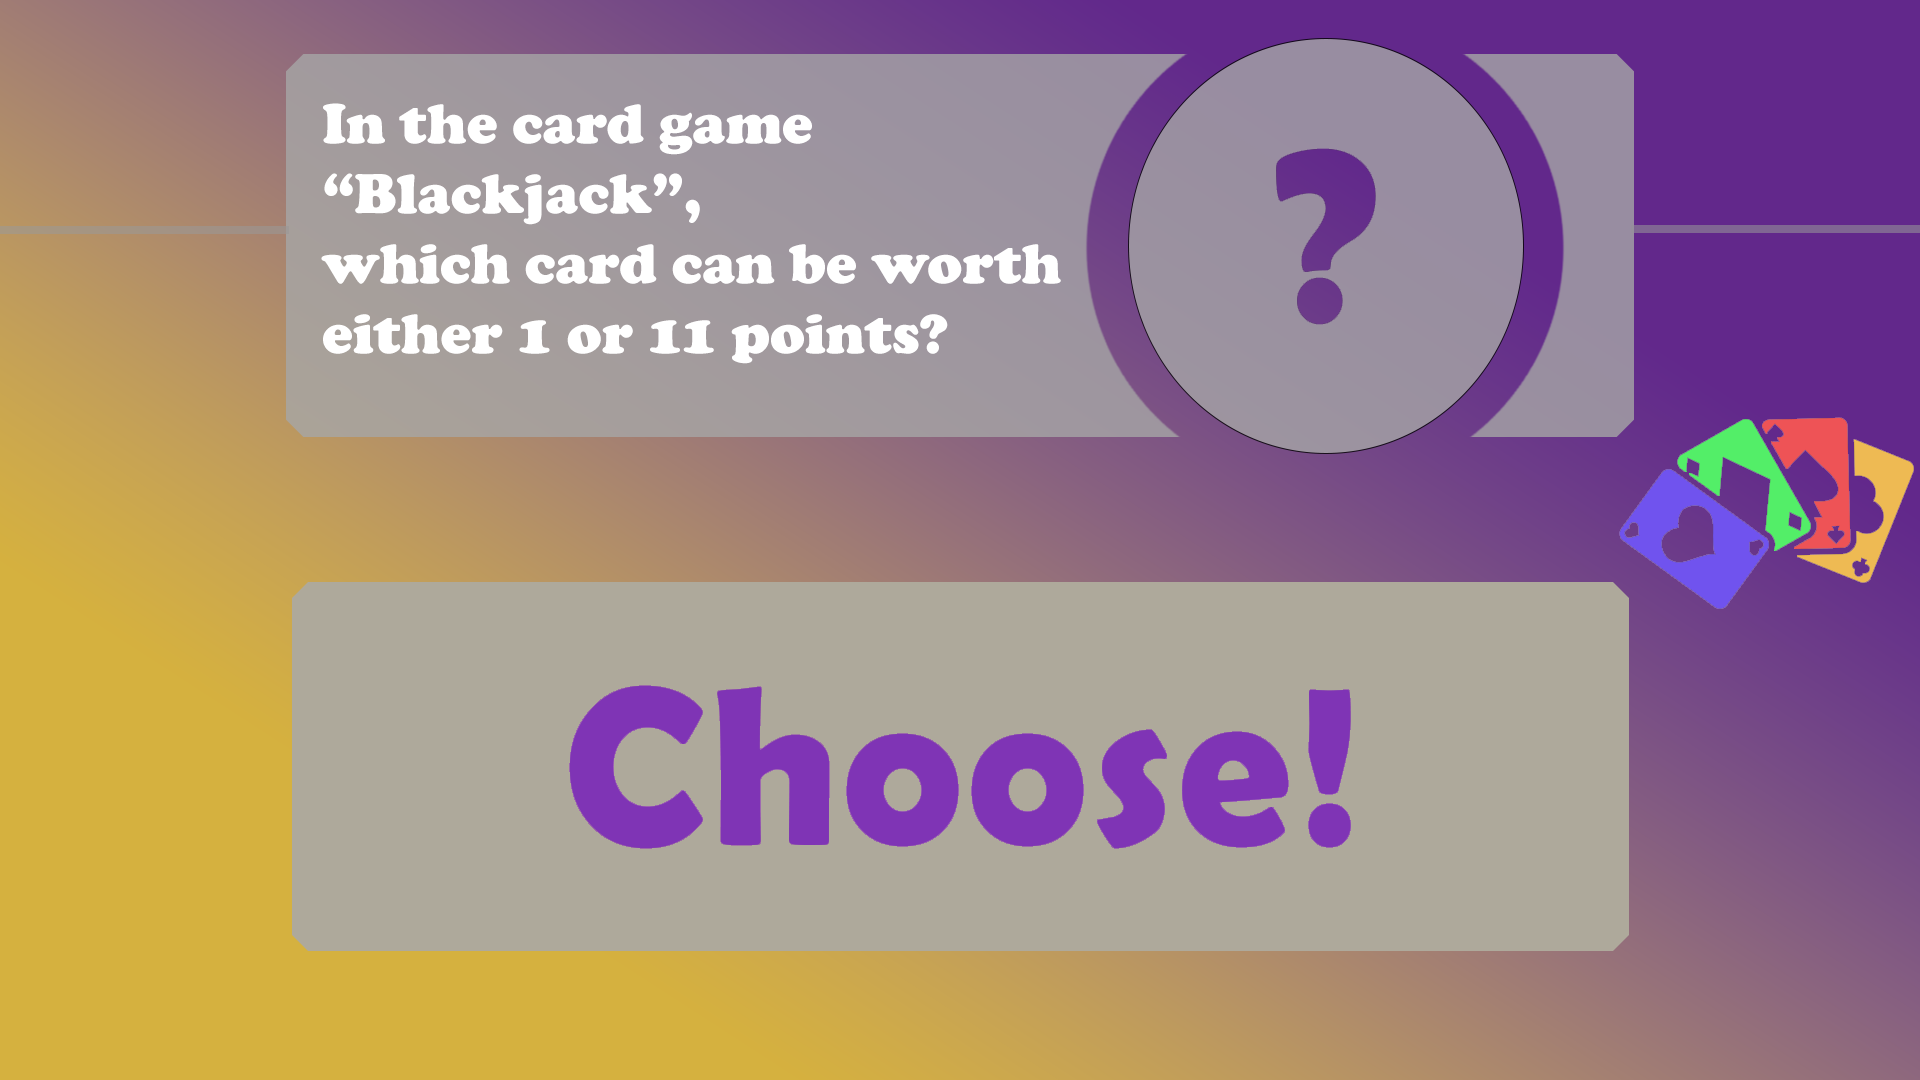 In the card game
“Blackjack”,
which card can be worth
either 1 or 11 points?
?
Choose!